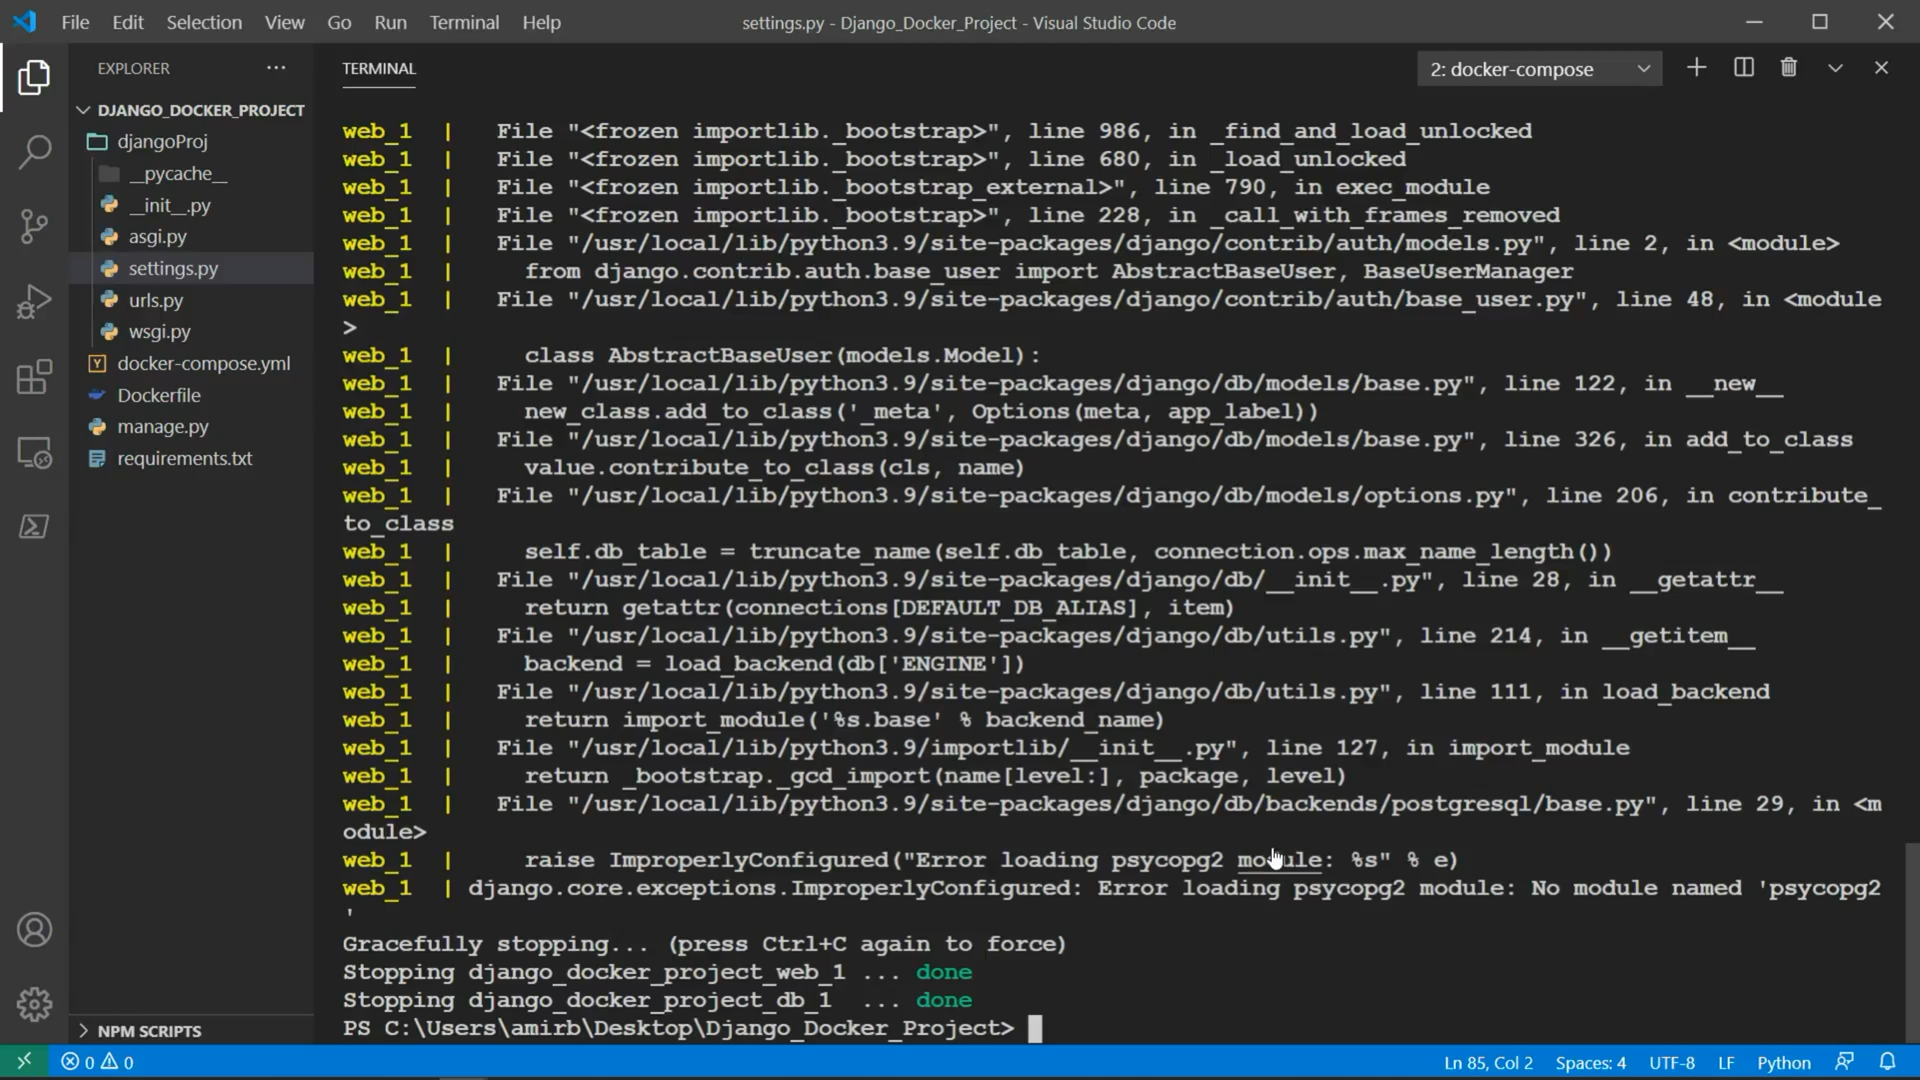 File Edit Selection View Go Run Terminal Help settings.py - Django_Docker_Project - Visual Studio Code
EXPLORER
DJANGO_DOCKER_PROJECT
djangoProj
__pycache__
__init__.py
asgi.py
settings.py
urls.py
wsgi.py
docker-compose.yml
Dockerfile
manage.py
requirements.txt
NPM SCRIPTS
TERMINAL 2: docker-compose
web_1 | File "<frozen importlib._bootstrap>", line 986, in _find_and_load_unlocked
web_1 | File "<frozen importlib._bootstrap>", line 680, in _load_unlocked
web_1 | File "<frozen importlib._bootstrap_external>", line 790, in exec_module
web_1 | File "<frozen importlib._bootstrap>", line 228, in _call_with_frames_removed
web_1 | File "/usr/local/lib/python3.9/site-packages/django/contrib/auth/models.py", line 2, in <module>
web_1 | from django.contrib.auth.base_user import AbstractBaseUser, BaseUserManager
web_1 | File "/usr/local/lib/python3.9/site-packages/django/contrib/auth/base_user.py", line 48, in <module
>
web_1 | class AbstractBaseUser(models.Model):
web_1 | File "/usr/local/lib/python3.9/site-packages/django/db/models/base.py", line 122, in __new__
web_1 | new_class.add_to_class('_meta', Options(meta, app_label))
web_1 | File "/usr/local/lib/python3.9/site-packages/django/db/models/base.py", line 326, in add_to_class
web_1 | value.contribute_to_class(cls, name)
web_1 | File "/usr/local/lib/python3.9/site-packages/django/db/models/options.py", line 206, in contribute_
to_class
web_1 | self.db_table = truncate_name(self.db_table, connection.ops.max_name_length())
web_1 | File "/usr/local/lib/python3.9/site-packages/django/db/__init__.py", line 28, in __getattr__
web_1 | return getattr(connections[DEFAULT_DB_ALIAS], item)
web_1 | File "/usr/local/lib/python3.9/site-packages/django/db/utils.py", line 214, in __getitem__
web_1 | backend = load_backend(db['ENGINE'])
web_1 | File "/usr/local/lib/python3.9/site-packages/django/db/utils.py", line 111, in load_backend
web_1 | return import_module('%s.base' % backend_name)
web_1 | File "/usr/local/lib/python3.9/importlib/__init__.py", line 127, in import_module
web_1 | return _bootstrap._gcd_import(name[level:], package, level)
web_1 | File "/usr/local/lib/python3.9/site-packages/django/db/backends/postgresql/base.py", line 29, in <m
odule>
web_1 | raise ImproperlyConfigured("Error loading psycopg2 module: %s" % e)
web_1 | django.core.exceptions.ImproperlyConfigured: Error loading psycopg2 module: No module named 'psycopg2
'
Gracefully stopping... (press Ctrl+C again to force)
Stopping django_docker_project_web_1 ... done
Stopping django_docker_project_db_1 ... done
PS C:\Users\amirb\Desktop\Django_Docker_Project>
0 0 Ln 85, Col 2 Spaces: 4 UTF-8 LF Python